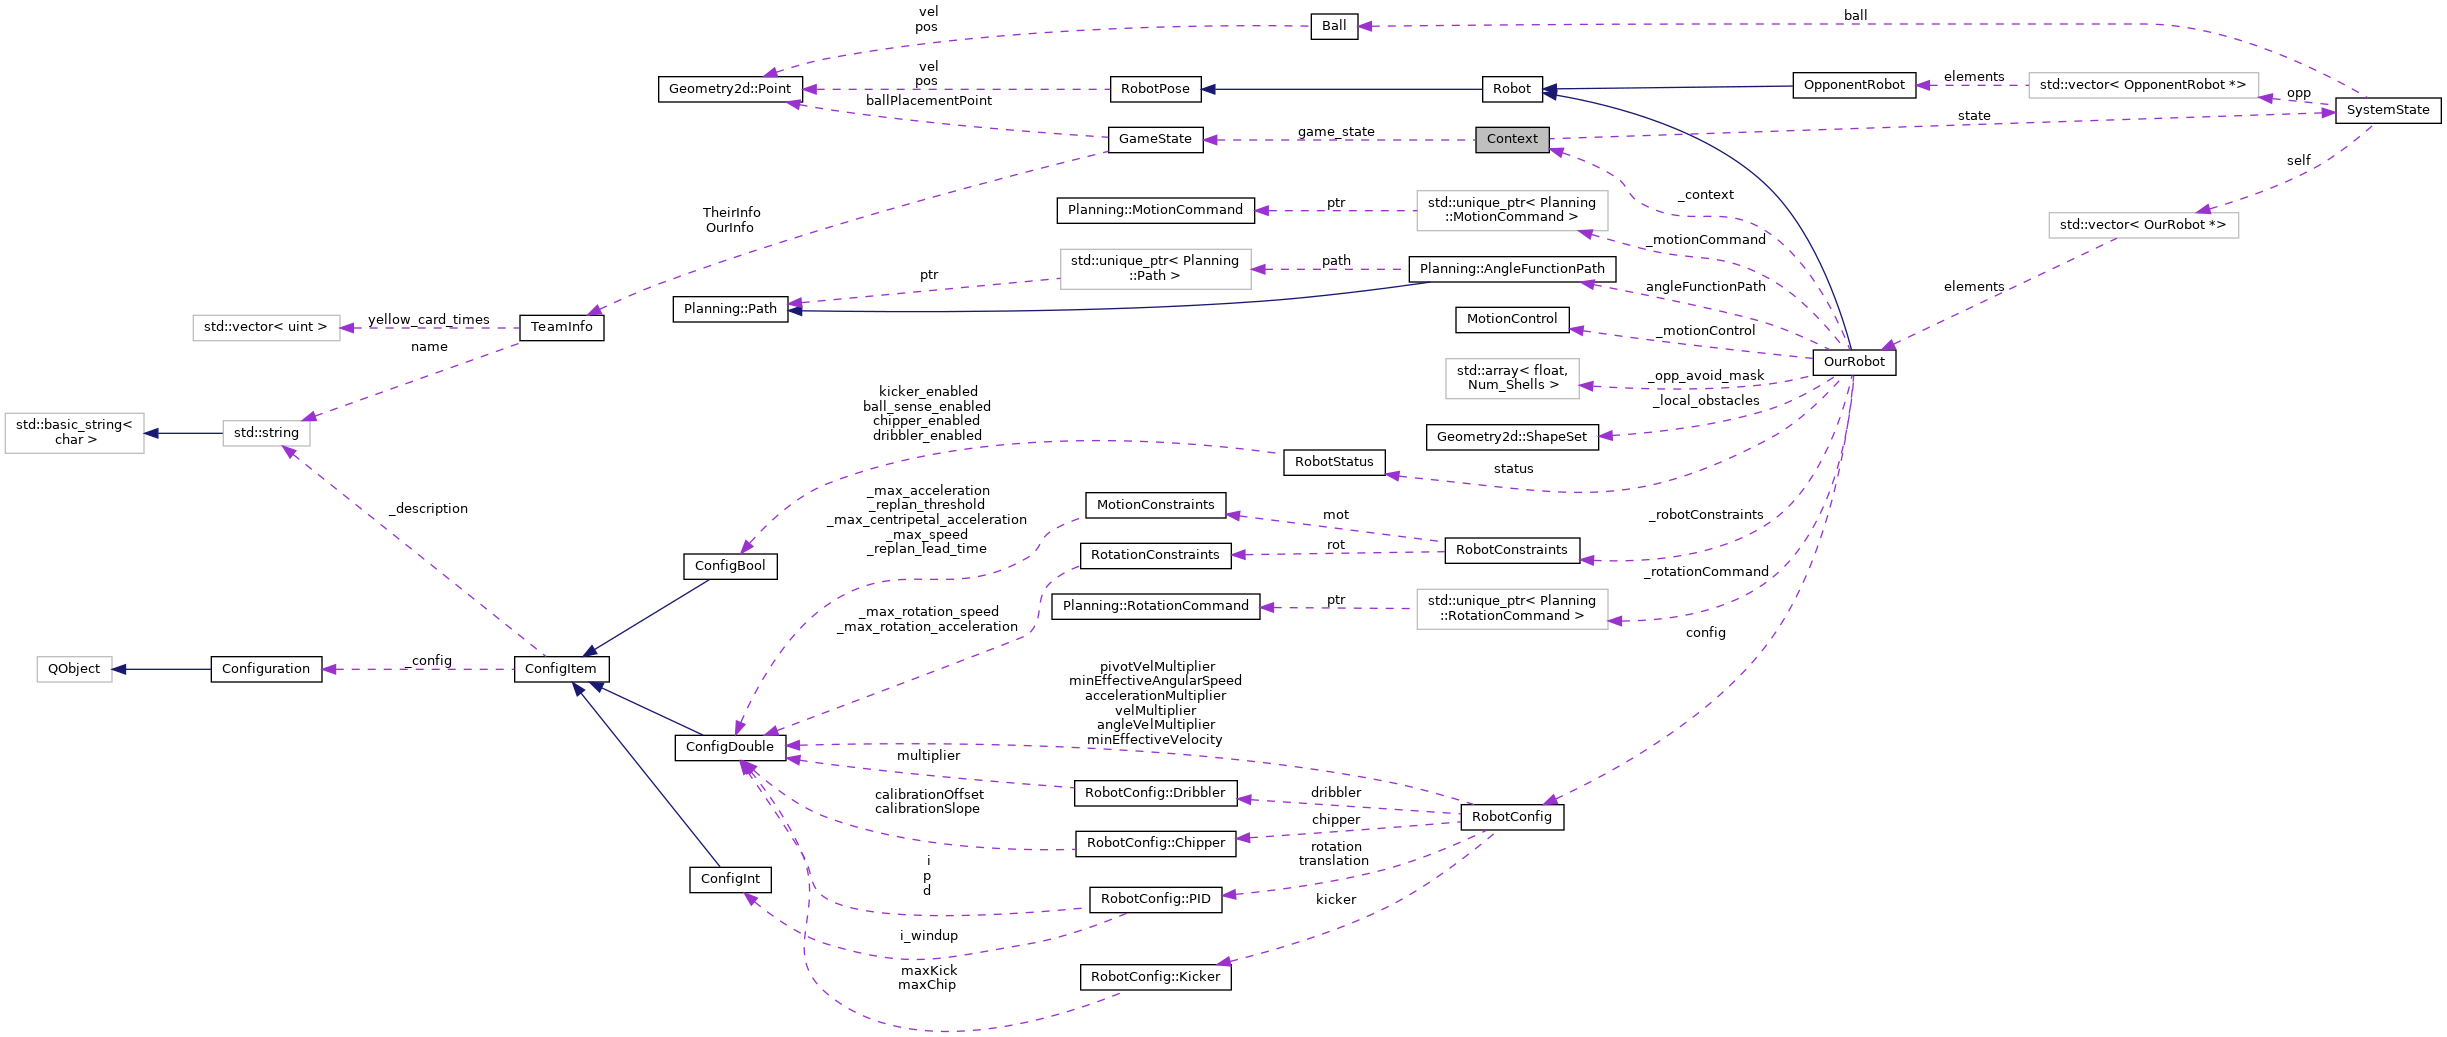 vel
pos
Ball
ball
Geometry2d::Point
vel
pos
RobotPose
Robot
OpponentRobot
elements
std::vector< OpponentRobot *>
opp
SystemState
ballPlacementPoint
GameState
game_state
Context
state
self
TheirInfo
OurInfo
Planning::MotionCommand
ptr
std::unique_ptr< Planning
::MotionCommand >
_context
std::vector< OurRobot *>
_motionCommand
ptr
std::unique_ptr< Planning
::Path >
path
Planning::AngleFunctionPath
angleFunctionPath
elements
Planning::Path
std::vector< uint >
yellow_card_times
TeamInfo
name
MotionControl
_motionControl
OurRobot
std::array< float,
Num_Shells >
_opp_avoid_mask
_local_obstacles
kicker_enabled
ball_sense_enabled
chipper_enabled
dribbler_enabled
Geometry2d::ShapeSet
std::basic_string<
char >
std::string
RobotStatus
status
_description
_max_acceleration
_replan_threshold
_max_centripetal_acceleration
_max_speed
_replan_lead_time
MotionConstraints
mot
_robotConstraints
RotationConstraints
rot
RobotConstraints
ConfigBool
_rotationCommand
_max_rotation_speed
_max_rotation_acceleration
Planning::RotationCommand
ptr
std::unique_ptr< Planning
::RotationCommand >
config
QObject
Configuration
_config
ConfigItem
pivotVelMultiplier
minEffectiveAngularSpeed
accelerationMultiplier
velMultiplier
angleVelMultiplier
minEffectiveVelocity
ConfigDouble
multiplier
RobotConfig::Dribbler
dribbler
calibrationOffset
calibrationSlope
chipper
RobotConfig
RobotConfig::Chipper
rotation
translation
i
p
d
ConfigInt
RobotConfig::PID
kicker
i_windup
maxKick
maxChip
RobotConfig::Kicker